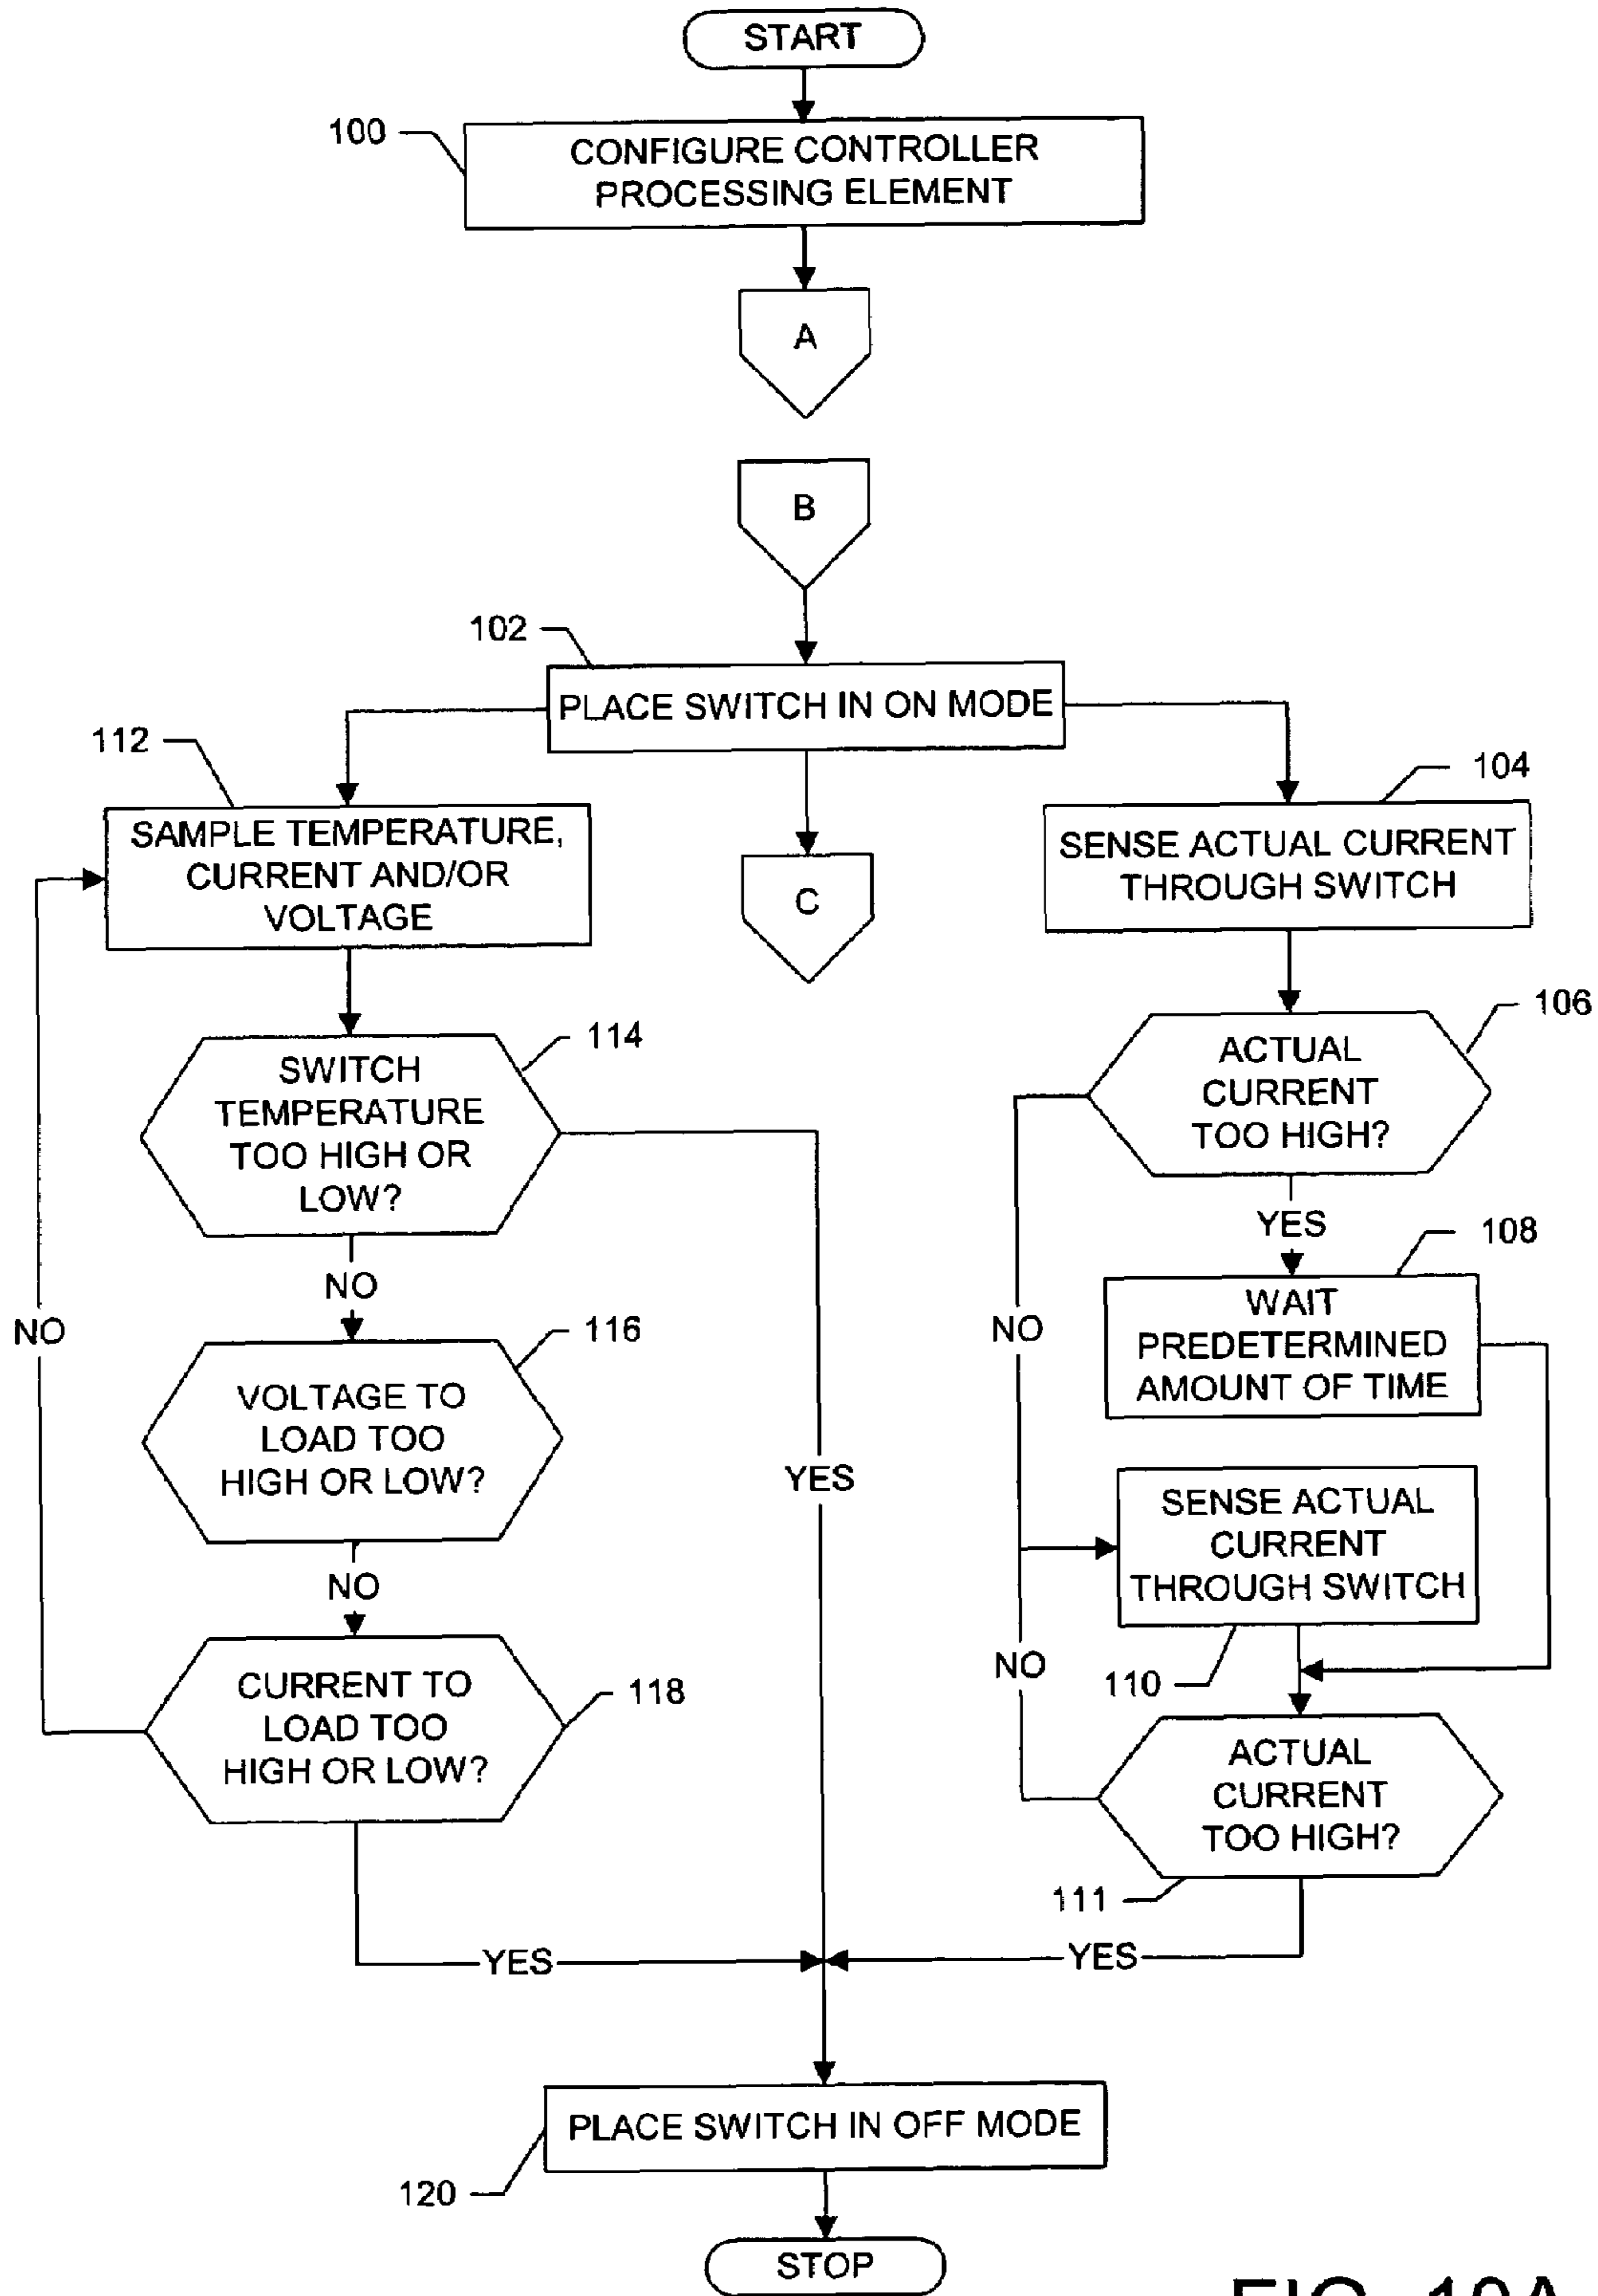 START
100
CONFIGURE CONTROLLER
PROCESSING ELEMENT
A
B
102
PLACE SWITCH IN ON MODE
112
SAMPLE TEMPERATURE,
CURRENT AND/OR
VOLTAGE
C
104
SENSE ACTUAL CURRENT
THROUGH SWITCH
114
SWITCH
TEMPERATURE
TOO HIGH OR
LOW?
106
ACTUAL
CURRENT
TOO HIGH?
YES
NO
NO
116
VOLTAGE TO
LOAD TOO
HIGH OR LOW?
NO
108
WAIT
PREDETERMINED
AMOUNT OF TIME
NO
YES
SENSE ACTUAL
CURRENT
THROUGH SWITCH
110
NO
NO
118
CURRENT TO
LOAD TOO
HIGH OR LOW?
ACTUAL
CURRENT
TOO HIGH?
111
YES
YES
PLACE SWITCH IN OFF MODE
120
STOP
FIG. 10A